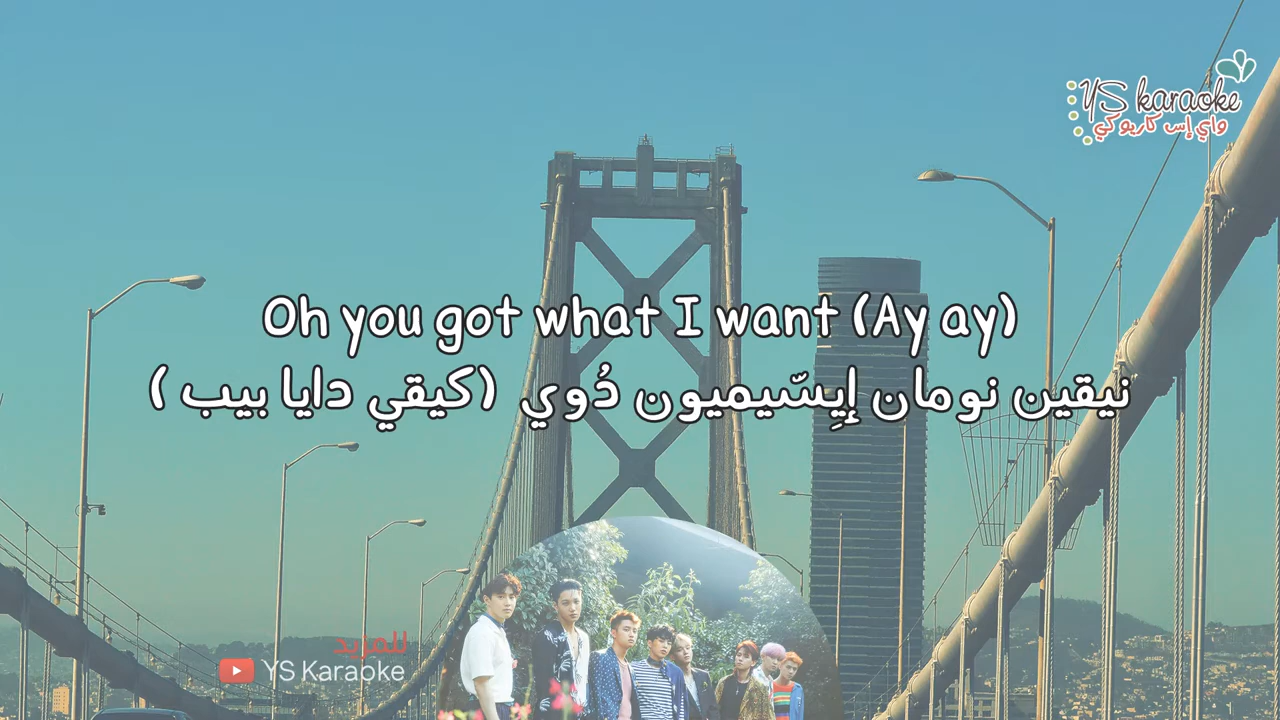 YS karaoke
واي إس كاريوكي
Oh you got what I want (Ay ay)
نيقين نومان إيِسّيميون دُوي (كيقي دايا بيب )
للمزيد
YS Karaoke